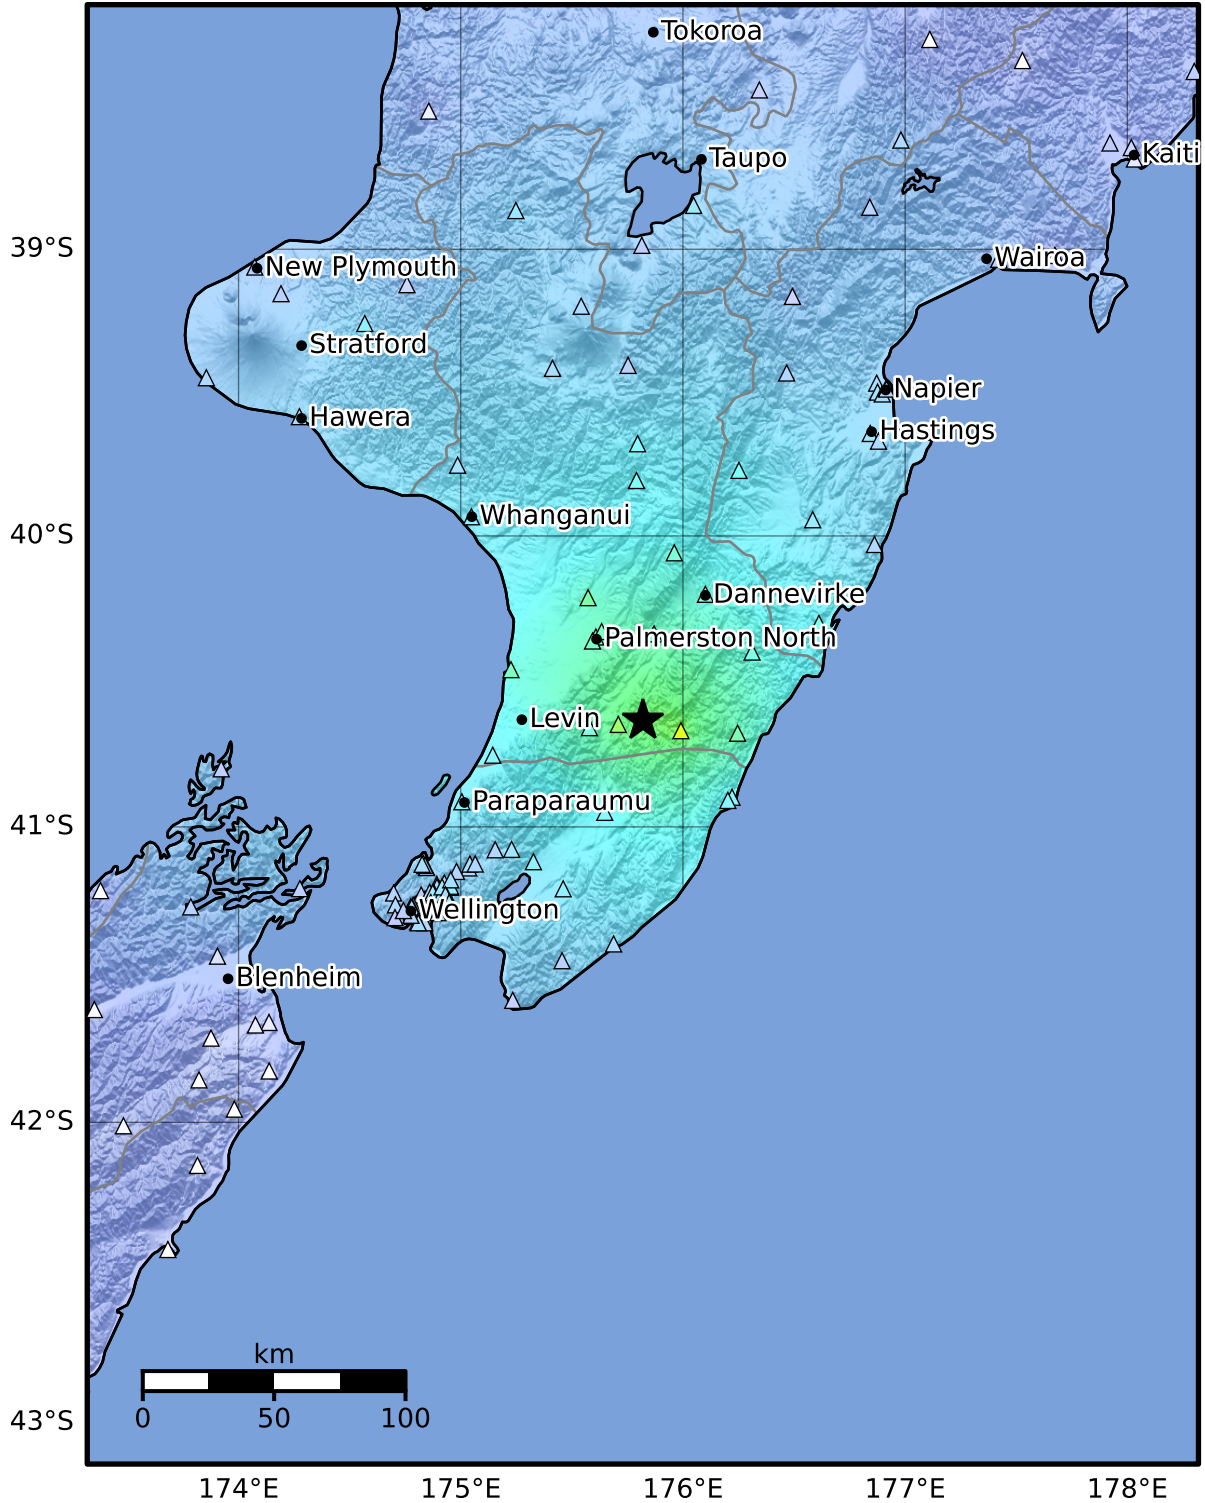 Tokoroa
Taupo
Kaiti
39°S
Wairoa
New Plymouth
Stratford
Napier
Hawera
Hastings
Whanganui
40°S
Dannevirke
Palmerston North
Levin
Paraparaumu
41°S
Wellington
Blenheim
42°S
km
0 50 100
43°S
174°E 175°E 176°E 177°E 178°E